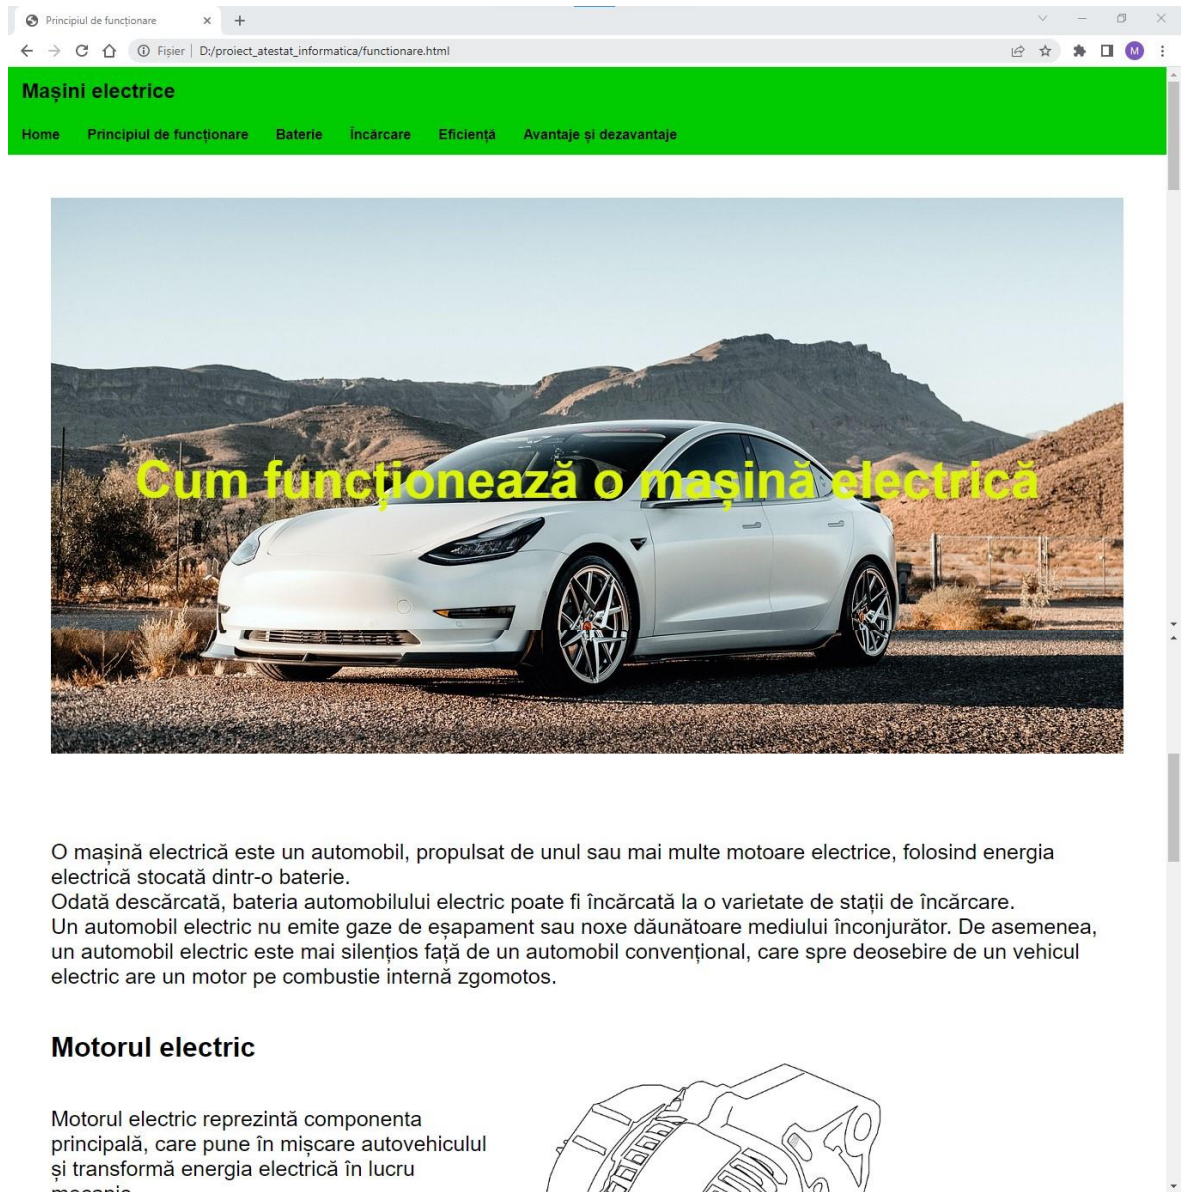 Principiul de funcționare
Fișier | D:/proiect_atestat_informatica/functionare.html
M
Mașini electrice
Home Principiul de funcționare Baterie Încărcare Eficiență Avantaje și dezavantaje
Cum funcționează o mașină electrică
O mașină electrică este un automobil, propulsat de unul sau mai multe motoare electrice, folosind energia
electrică stocată dintr-o baterie.
Odată descărcată, bateria automobilului electric poate fi încărcată la o varietate de stații de încărcare.
Un automobil electric nu emite gaze de eșapament sau noxe dăunătoare mediului înconjurător. De asemenea,
un automobil electric este mai silențios față de un automobil convențional, care spre deosebire de un vehicul
electric are un motor pe combustie internă zgomotos.
Motorul electric
Motorul electric reprezintă componenta
principală, care pune în mișcare autovehiculul
și transformă energia electrică în lucru